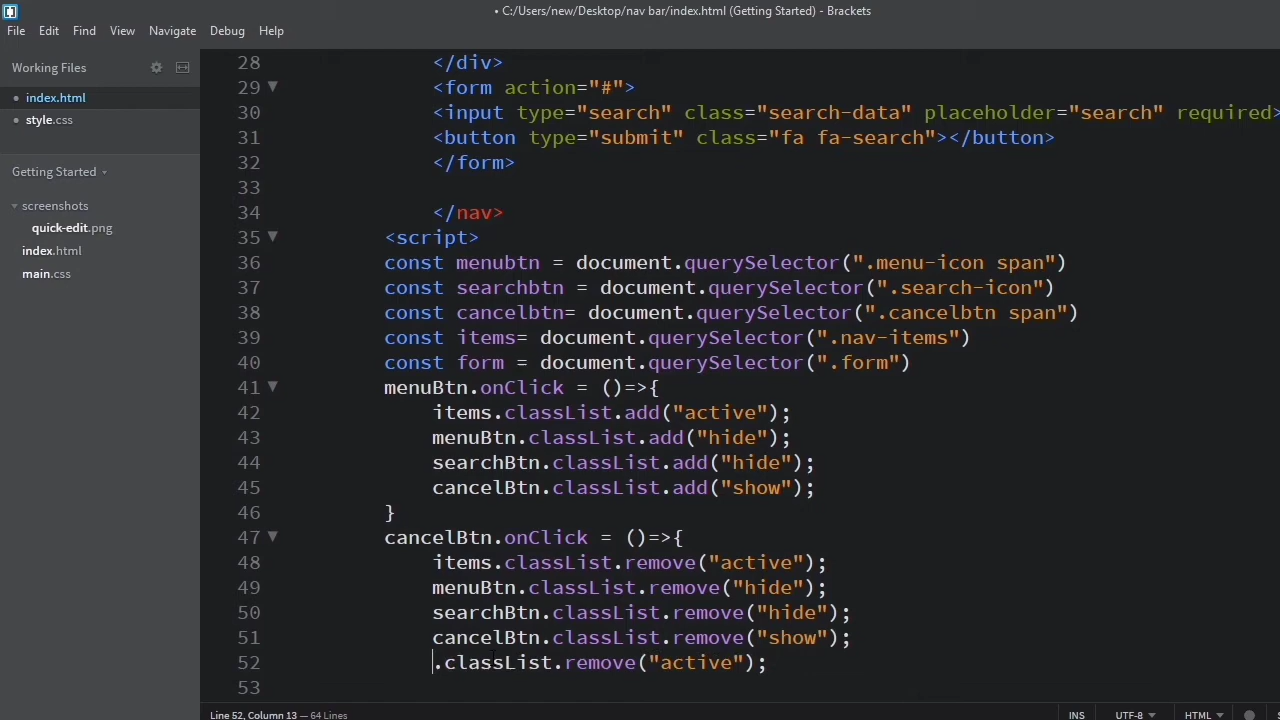 • C:/Users/new/Desktop/nav bar/index.html (Getting Started) - Brackets
File Edit Find View Navigate Debug Help
Working Files
• index.html
• style.css
Getting Started
screenshots
quick-edit.png
index.html
main.css
28 </div>
29 <form action="#">
30 <input type="search" class="search-data" placeholder="search" required>
31 <button type="submit" class="fa fa-search"></button>
32 </form>
33
34 </nav>
35 <script>
36 const menubtn = document.querySelector(".menu-icon span")
37 const searchbtn = document.querySelector(".search-icon")
38 const cancelbtn= document.querySelector(".cancelbtn span")
39 const items= document.querySelector(".nav-items")
40 const form = document.querySelector(".form")
41 menuBtn.onClick = ()=>{
42 items.classList.add("active");
43 menuBtn.classList.add("hide");
44 searchBtn.classList.add("hide");
45 cancelBtn.classList.add("show");
46 }
47 cancelBtn.onClick = ()=>{
48 items.classList.remove("active");
49 menuBtn.classList.remove("hide");
50 searchBtn.classList.remove("hide");
51 cancelBtn.classList.remove("show");
52 .classList.remove("active");
53
Line 52, Column 13 — 64 Lines
INS UTF-8 HTML